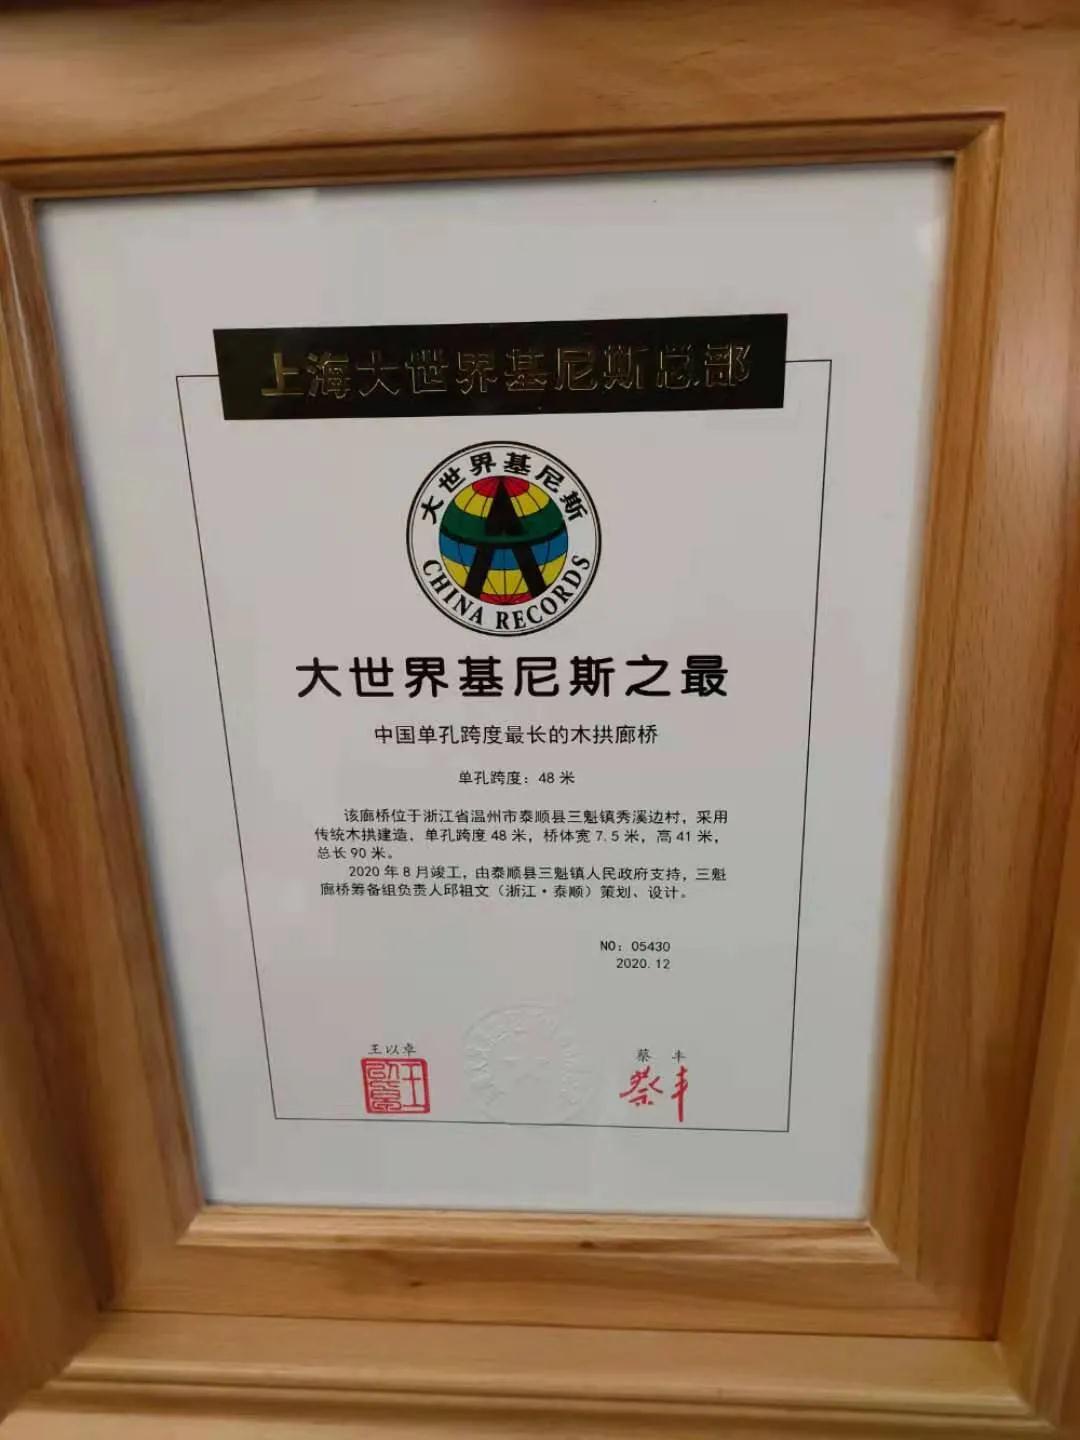 上海大世界基尼斯总部
大世界基尼斯
CHINA RECORDS
大世界基尼斯之最
中国单孔跨度最长的木拱廊桥
单孔跨度：48 米
该廊桥位于浙江省温州市泰顺县三魁镇秀溪边村，采用
传统木拱建造，单孔跨度 48 米，桥体宽 7.5 米，高 41 米，
总长 90 米。
2020 年 8 月竣工，由泰顺县三魁镇人民政府支持，三魁
廊桥筹备组负责人邱祖文（浙江·泰顺）策划、设计。
NO：05430
2020.12
王以卓
蔡 丰
蔡丰